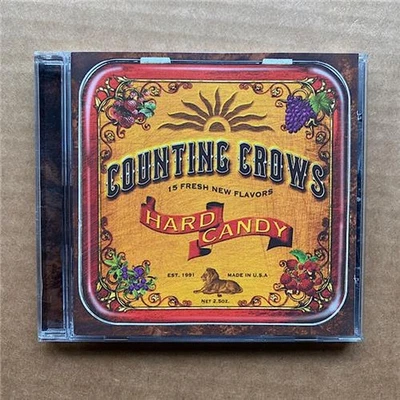 COUNTING CROWS
15 FRESH NEW FLAVORS
HARD CANDY
EST. 1991 MADE IN U.S.A
NET 2.5OZ.